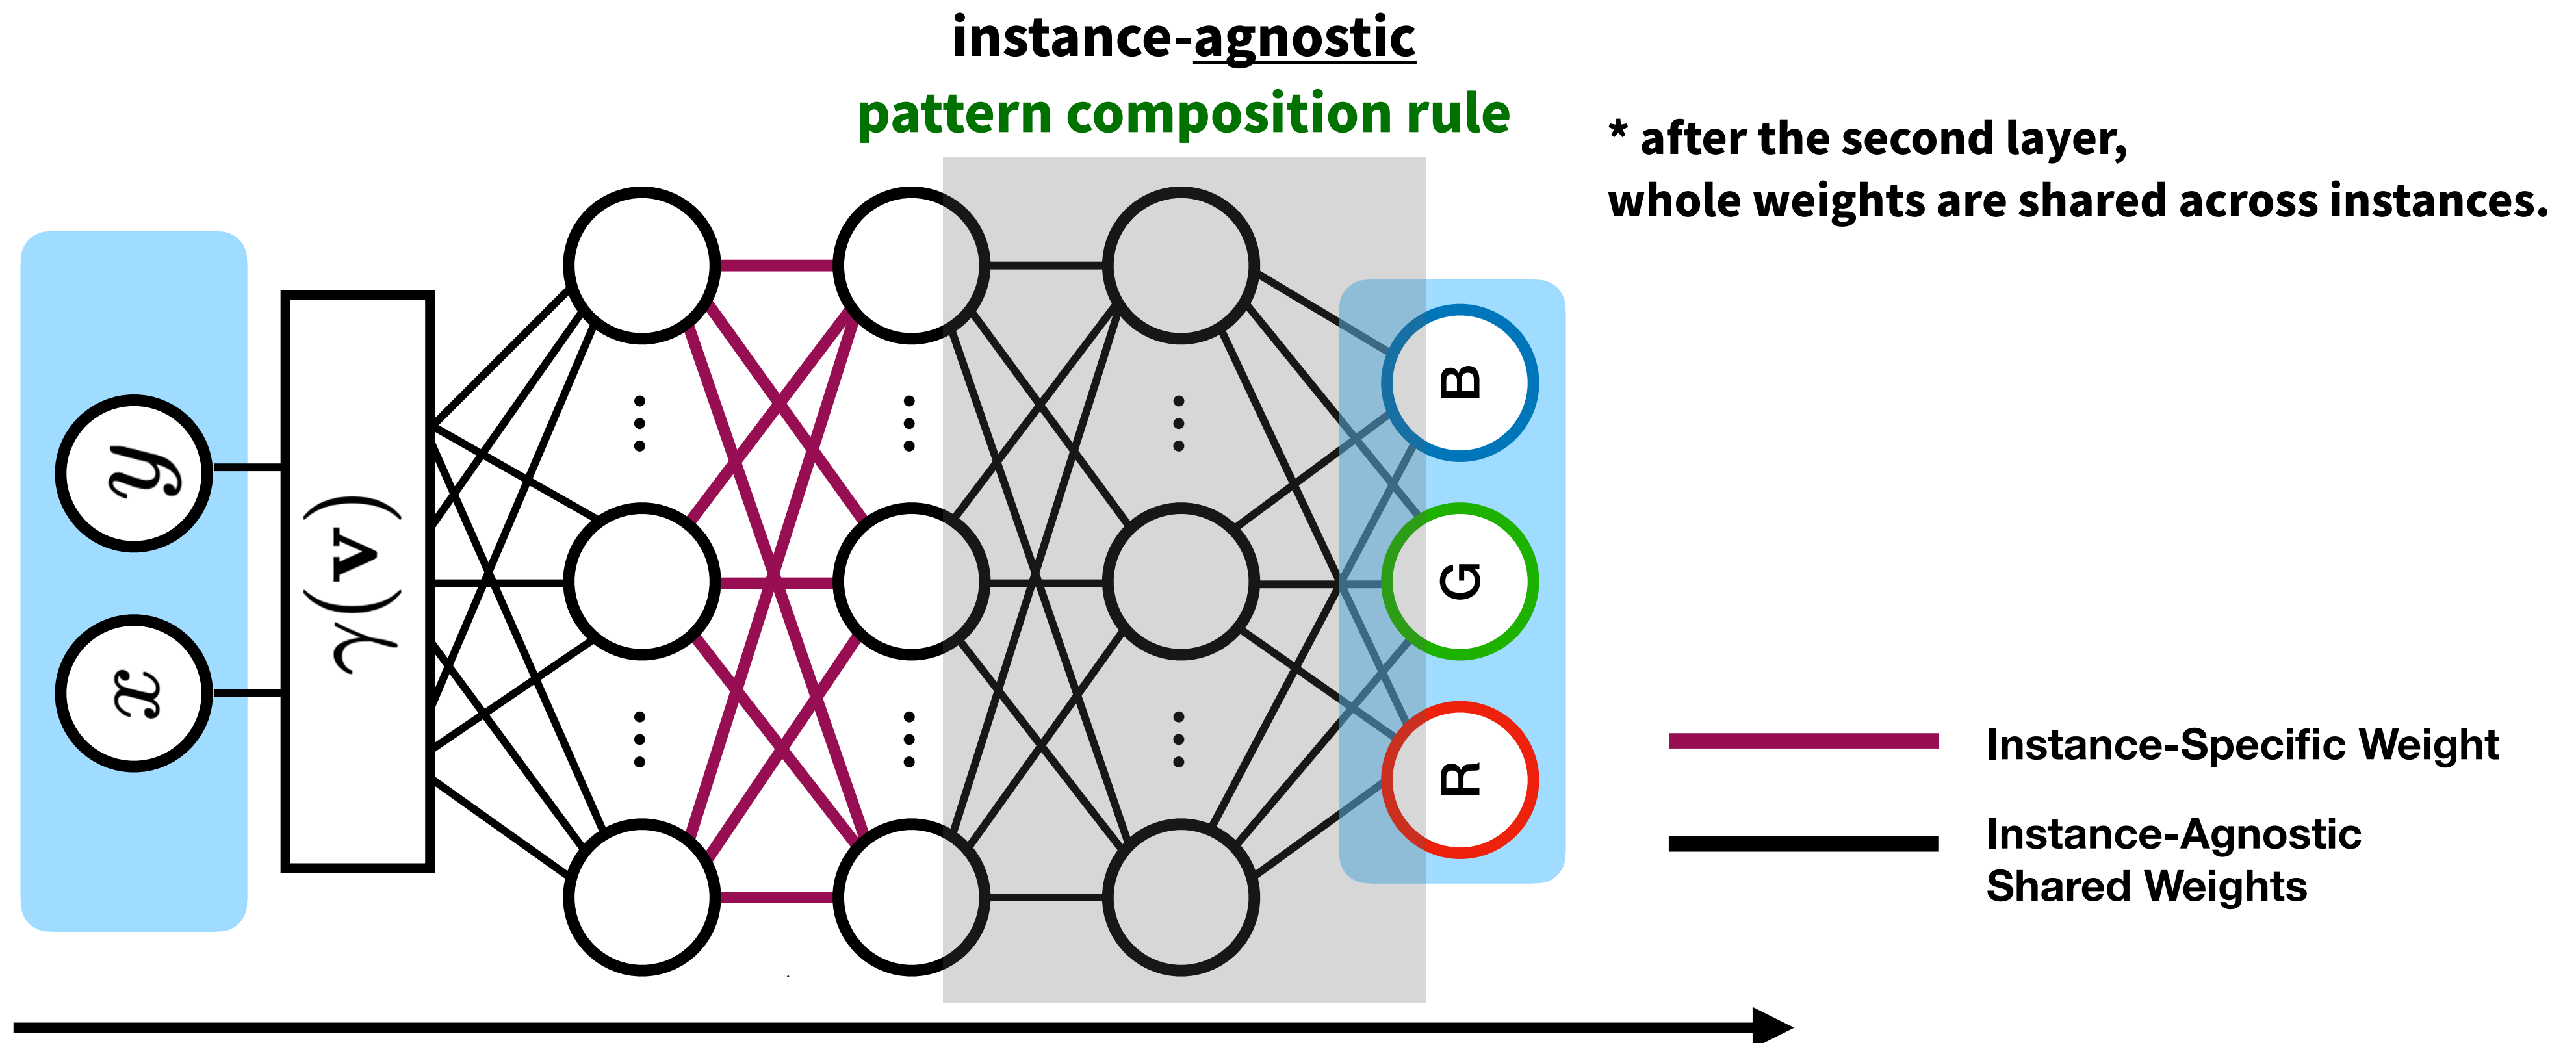 instance-agnostic
pattern composition rule
* after the second layer,
whole weights are shared across instances.
y
x
γ(v)
B
G
R
Instance-Specific Weight
Instance-Agnostic
Shared Weights